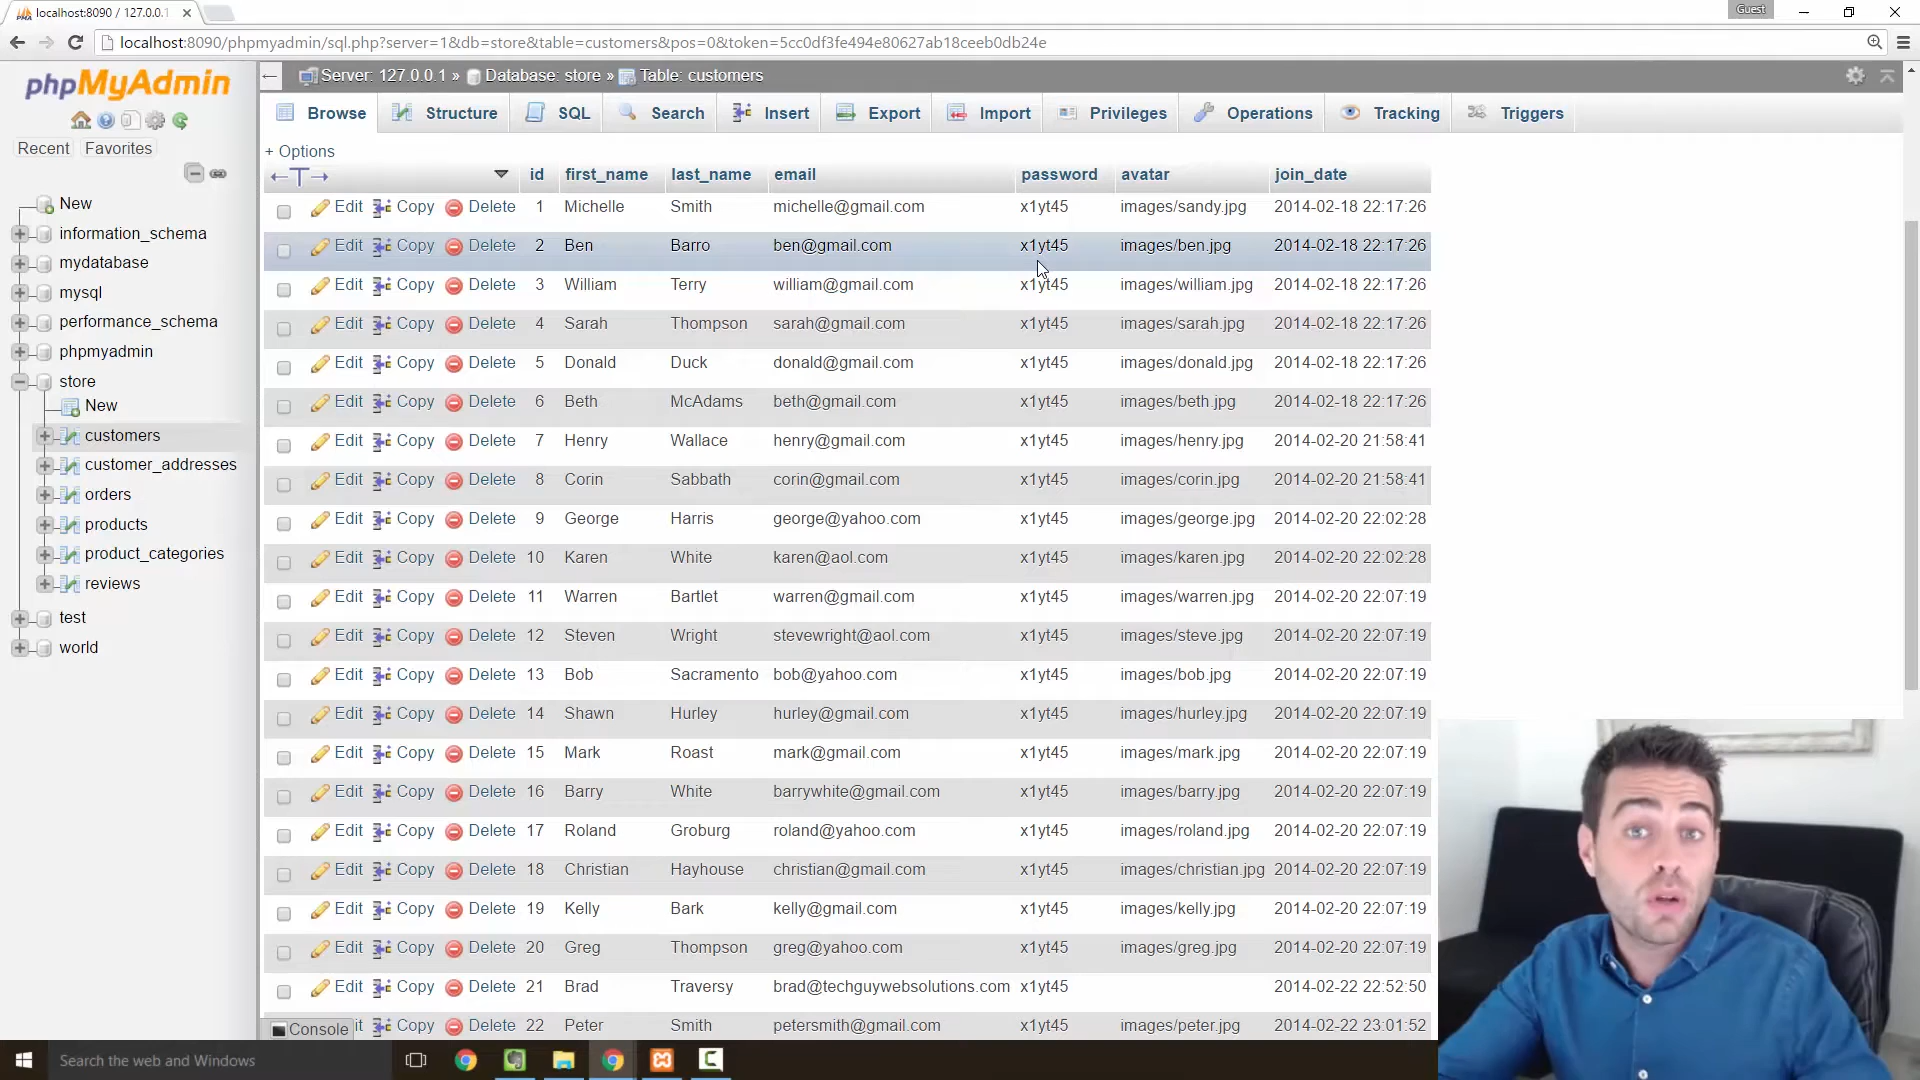 localhost:8090 / 127.0.0.1
Guest
localhost:8090/phpmyadmin/sql.php?server=1&db=store&table=customers&pos=0&token=5cc0df3fe494e80627ab18ceeb0db24e
phpMyAdmin
Recent Favorites
New
information_schema
mydatabase
mysql
performance_schema
phpmyadmin
store
New
customers
customer_addresses
orders
products
product_categories
reviews
test
world
Server: 127.0.0.1 » Database: store » Table: customers
Browse Structure SQL Search Insert Export Import Privileges Operations Tracking Triggers
+ Options
←T→ id first_name last_name email password avatar join_date
Edit Copy Delete 1 Michelle Smith michelle@gmail.com x1yt45 images/sandy.jpg 2014-02-18 22:17:26
Edit Copy Delete 2 Ben Barro ben@gmail.com x1yt45 images/ben.jpg 2014-02-18 22:17:26
Edit Copy Delete 3 William Terry william@gmail.com x1yt45 images/william.jpg 2014-02-18 22:17:26
Edit Copy Delete 4 Sarah Thompson sarah@gmail.com x1yt45 images/sarah.jpg 2014-02-18 22:17:26
Edit Copy Delete 5 Donald Duck donald@gmail.com x1yt45 images/donald.jpg 2014-02-18 22:17:26
Edit Copy Delete 6 Beth McAdams beth@gmail.com x1yt45 images/beth.jpg 2014-02-18 22:17:26
Edit Copy Delete 7 Henry Wallace henry@gmail.com x1yt45 images/henry.jpg 2014-02-20 21:58:41
Edit Copy Delete 8 Corin Sabbath corin@gmail.com x1yt45 images/corin.jpg 2014-02-20 21:58:41
Edit Copy Delete 9 George Harris george@yahoo.com x1yt45 images/george.jpg 2014-02-20 22:02:28
Edit Copy Delete 10 Karen White karen@aol.com x1yt45 images/karen.jpg 2014-02-20 22:02:28
Edit Copy Delete 11 Warren Bartlet warren@gmail.com x1yt45 images/warren.jpg 2014-02-20 22:07:19
Edit Copy Delete 12 Steven Wright stevewright@aol.com x1yt45 images/steve.jpg 2014-02-20 22:07:19
Edit Copy Delete 13 Bob Sacramento bob@yahoo.com x1yt45 images/bob.jpg 2014-02-20 22:07:19
Edit Copy Delete 14 Shawn Hurley hurley@gmail.com x1yt45 images/hurley.jpg 2014-02-20 22:07:19
Edit Copy Delete 15 Mark Roast mark@gmail.com x1yt45 images/mark.jpg 2014-02-20 22:07:19
Edit Copy Delete 16 Barry White barrywhite@gmail.com x1yt45 images/barry.jpg 2014-02-20 22:07:19
Edit Copy Delete 17 Roland Groburg roland@yahoo.com x1yt45 images/roland.jpg 2014-02-20 22:07:19
Edit Copy Delete 18 Christian Hayhouse christian@gmail.com x1yt45 images/christian.jpg 2014-02-20 22:07:19
Edit Copy Delete 19 Kelly Bark kelly@gmail.com x1yt45 images/kelly.jpg 2014-02-20 22:07:19
Edit Copy Delete 20 Greg Thompson greg@yahoo.com x1yt45 images/greg.jpg 2014-02-20 22:07:19
Edit Copy Delete 21 Brad Traversy brad@techguywebsolutions.com x1yt45 2014-02-22 22:52:50
Console Copy Delete 22 Peter Smith petersmith@gmail.com x1yt45 images/peter.jpg 2014-02-22 23:01:52
Search the web and Windows